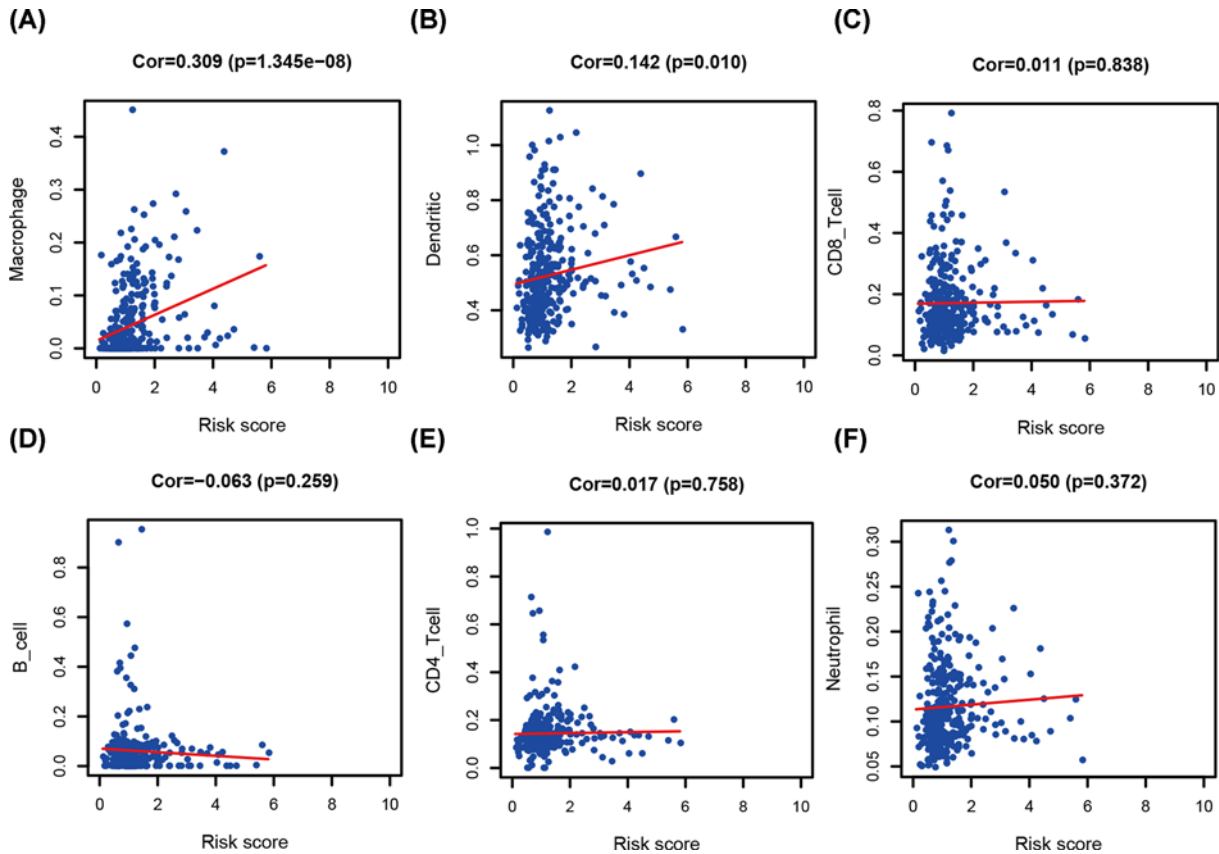 (A)
Cor=0.309 (p=1.345e−08)
Macrophage
0.0 0.1 0.2 0.3 0.4
0 2 4 6 8 10
Risk score
(B)
Cor=0.142 (p=0.010)
Dendritic
0.4 0.6 0.8 1.0
0 2 4 6 8 10
Risk score
(C)
Cor=0.011 (p=0.838)
CD8_Tcell
0.0 0.2 0.4 0.6 0.8
0 2 4 6 8 10
Risk score
(D)
Cor=−0.063 (p=0.259)
B_cell
0.0 0.2 0.4 0.6 0.8
0 2 4 6 8 10
Risk score
(E)
Cor=0.017 (p=0.758)
CD4_Tcell
0.0 0.2 0.4 0.6 0.8 1.0
0 2 4 6 8 10
Risk score
(F)
Cor=0.050 (p=0.372)
Neutrophil
0.05 0.10 0.15 0.20 0.25 0.30
0 2 4 6 8 10
Risk score